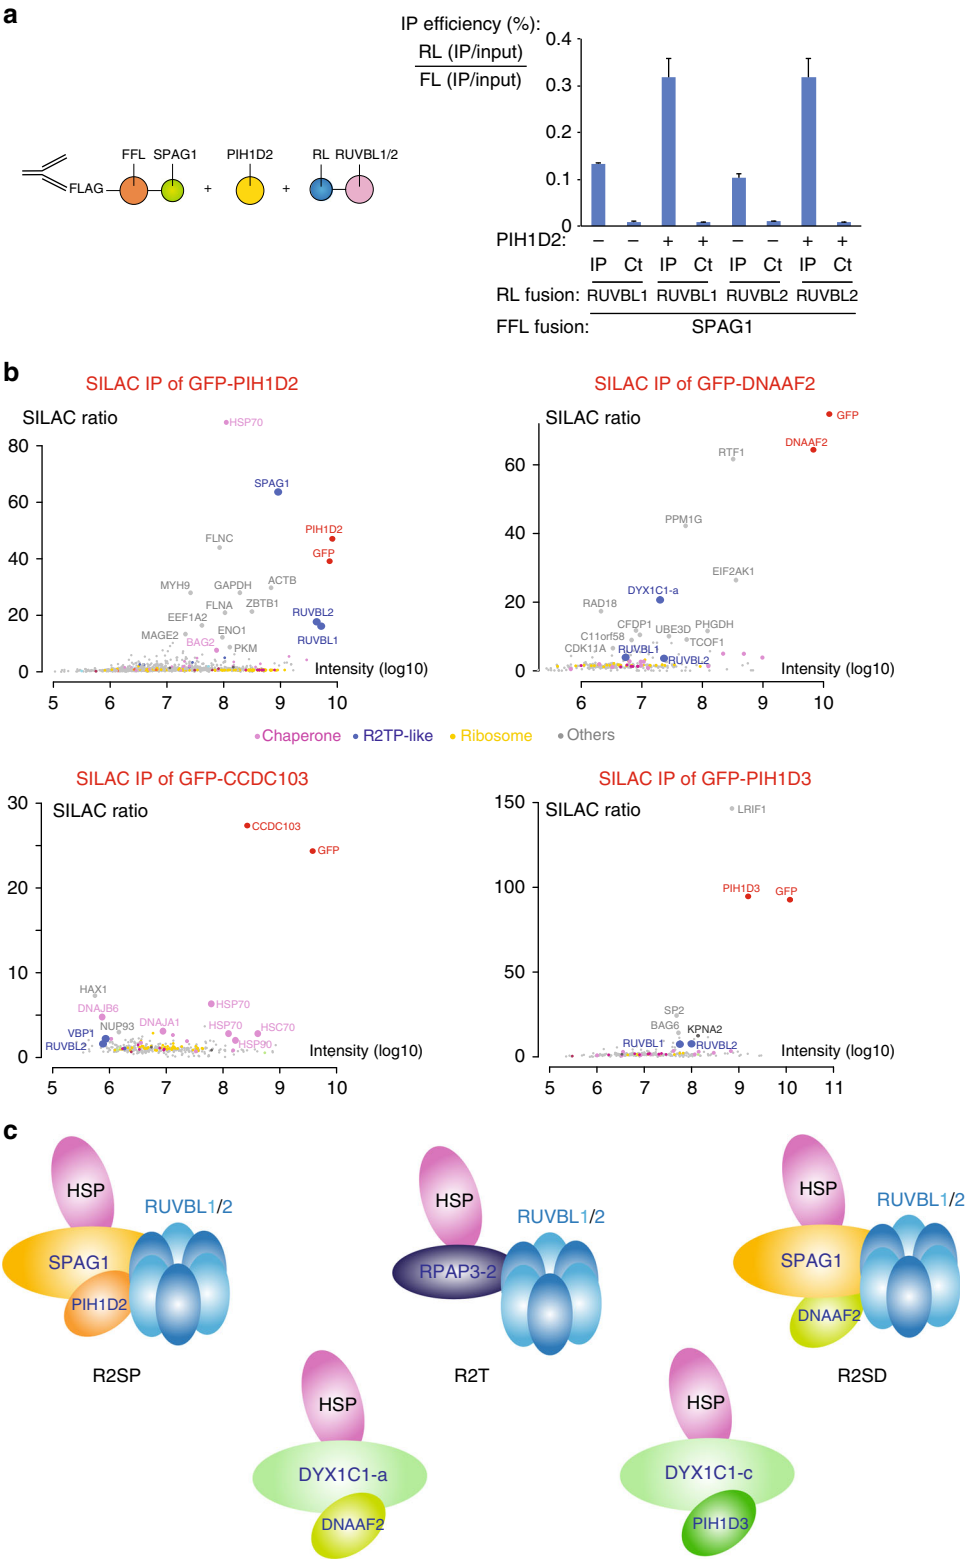 a
IP efficiency (%):
RL (IP/input)
FL (IP/input)
0.4
0.3
0.2
0.1
0
FFL SPAG1 PIH1D2 RL RUVBL1/2
FLAG + +
PIH1D2: – – + + – – + +
IP Ct IP Ct IP Ct IP Ct
RL fusion: RUVBL1 RUVBL1 RUVBL2 RUVBL2
FFL fusion: SPAG1
b
SILAC IP of GFP-PIH1D2
SILAC ratio
80
60
40
20
0
HSP70
SPAG1
PIH1D2
GFP
FLNC
MYH9
GAPDH
ACTB
FLNA
ZBTB1
EEF1A2
RUVBL2
MAGE2
ENO1
RUVBL1
BAG2
PKM
Intensity (log10)
5 6 7 8 9 10
SILAC IP of GFP-DNAAF2
SILAC ratio
60
40
20
0
GFP
DNAAF2
RTF1
PPM1G
EIF2AK1
DYX1C1-a
RAD18
CFDP1
UBE3D
PHGDH
C11orf58
TCOF1
CDK11A
RUVBL1
RUVBL2
Intensity (log10)
6 7 8 9 10
Chaperone R2TP-like Ribosome Others
SILAC IP of GFP-CCDC103
SILAC ratio
30
20
10
0
CCDC103
GFP
HAX1
DNAJB6
HSP70
NUP93
DNAJA1
HSP70
HSC70
VBP1
RUVBL2
HSP90
Intensity (log10)
5 6 7 8 9 10
SILAC IP of GFP-PIH1D3
SILAC ratio
150
100
50
0
LRIF1
PIH1D3
GFP
SP2
BAG6
KPNA2
RUVBL1
RUVBL2
Intensity (log10)
5 6 7 8 9 10 11
c
HSP
RUVBL1/2
SPAG1
PIH1D2
R2SP
HSP
RUVBL1/2
RPAP3-2
R2T
HSP
RUVBL1/2
SPAG1
DNAAF2
R2SD
HSP
DYX1C1-a
DNAAF2
HSP
DYX1C1-c
PIH1D3